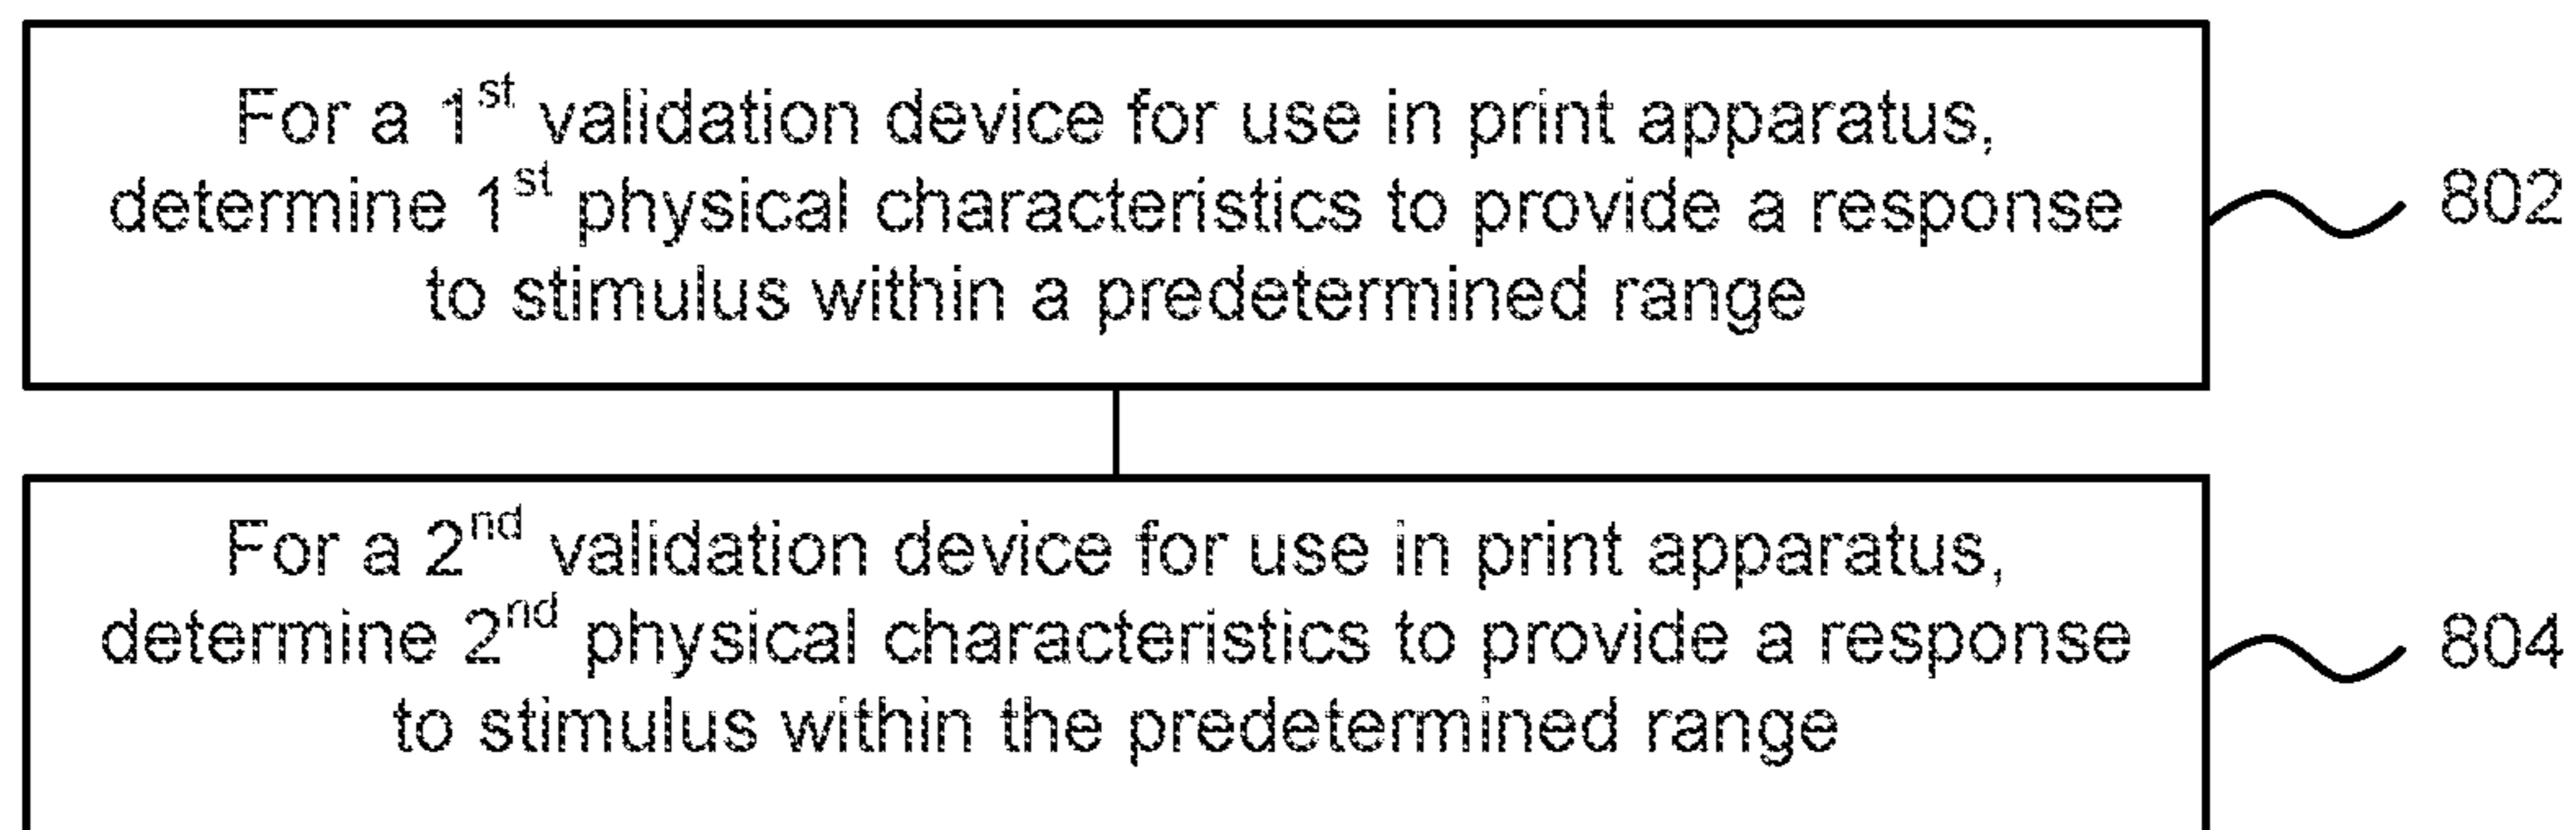 For a 1st validation device for use in print apparatus,
determine 1st physical characteristics to provide a response
to stimulus within a predetermined range
802
For a 2nd validation device for use in print apparatus,
determine 2nd physical characteristics to provide a response
to stimulus within the predetermined range
804